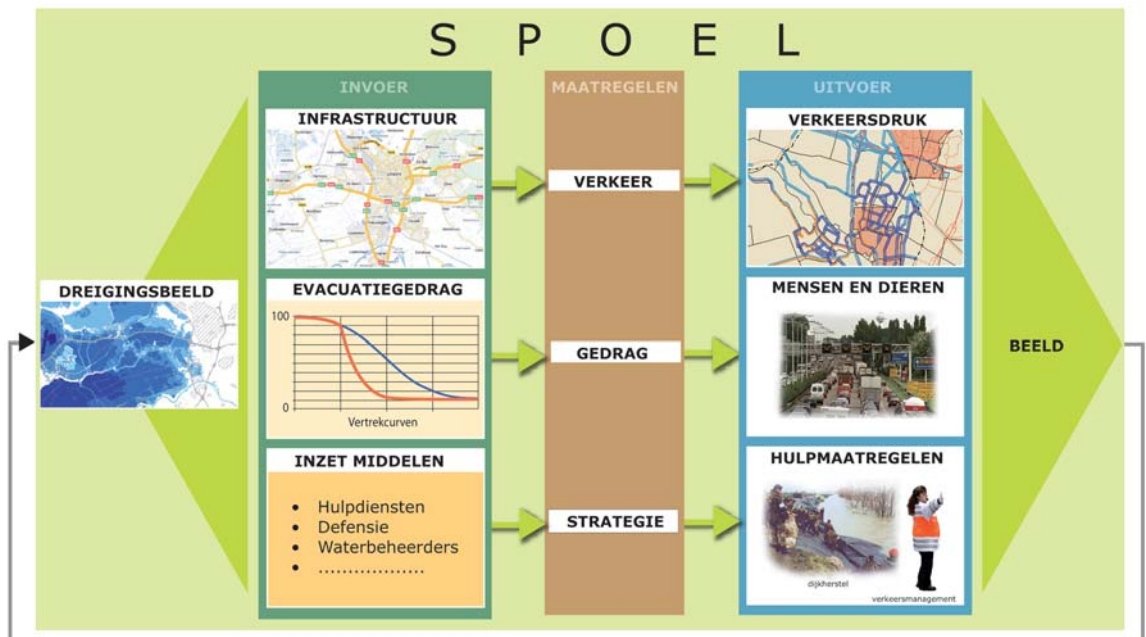 S P O E L
INVOER
MAATREGELEN
UITVOER
INFRASTRUCTUUR
VERKEER
VERKEERSDRUK
DREIGINGSBEELD
EVACUATIEGEDRAG
100
0
Vertrekcurven
GEDRAG
MENSEN EN DIEREN
BEELD
INZET MIDDELEN
• Hulpdiensten
• Defensie
• Waterbeheerders
• ..................
STRATEGIE
HULPMAATREGELEN
dijkherstel
verkeersmanagement